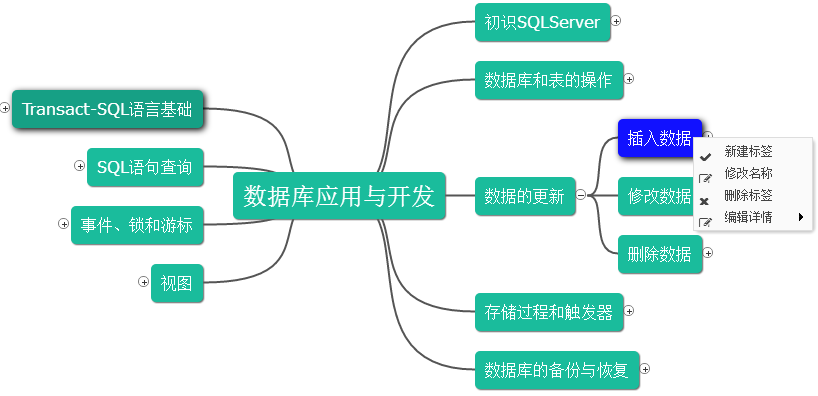 初识SQLServer
数据库和表的操作
Transact-SQL语言基础
插入数据
新建标签
修改名称
删除标签
编辑详情
SQL语句查询
数据库应用与开发
数据的更新
修改数据
事件、锁和游标
删除数据
视图
存储过程和触发器
数据库的备份与恢复